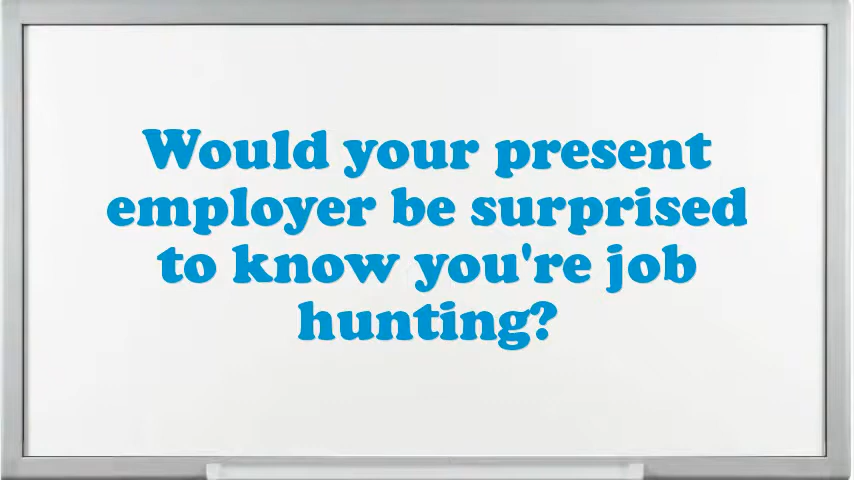 Would your present
employer be surprised
to know you're job
hunting?